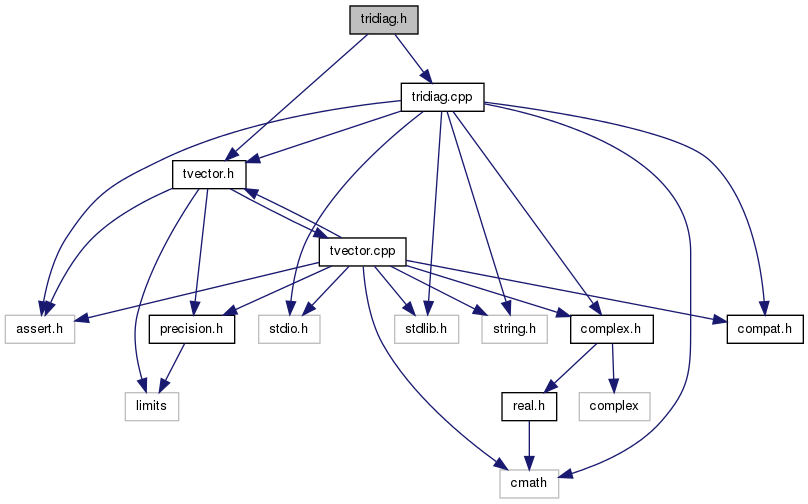 tridiag.h
tridiag.cpp
tvector.h
tvector.cpp
assert.h
precision.h
stdio.h
stdlib.h
string.h
complex.h
compat.h
limits
real.h
complex
cmath